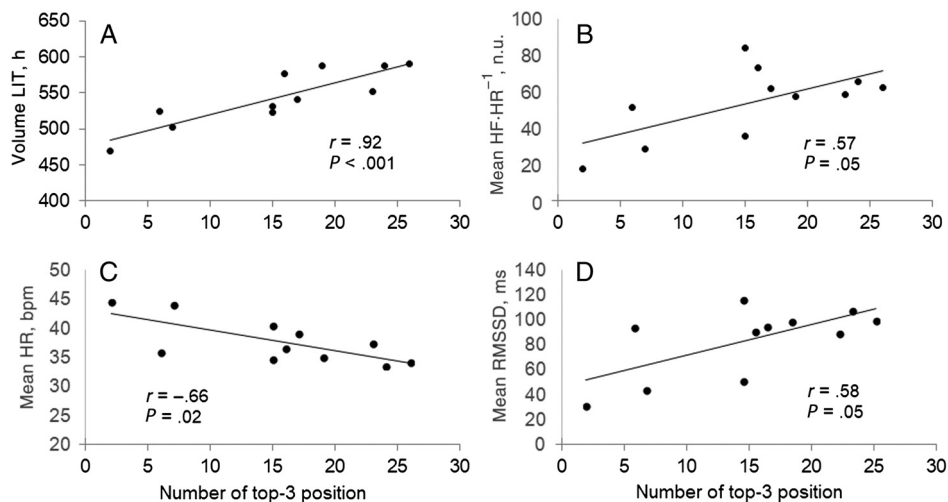 A
Volume LIT, h
650
600
550
500
450
400
0 5 10 15 20 25 30
r = .92
P < .001
B
Mean HF·HR⁻¹, n.u.
100
80
60
40
20
0
0 5 10 15 20 25 30
r = .57
P = .05
C
Mean HR, bpm
50
45
40
35
30
25
20
0 5 10 15 20 25 30
r = –.66
P = .02
Number of top-3 position
D
Mean RMSSD, ms
140
120
100
80
60
40
20
0
0 5 10 15 20 25 30
r = .58
P = .05
Number of top-3 position